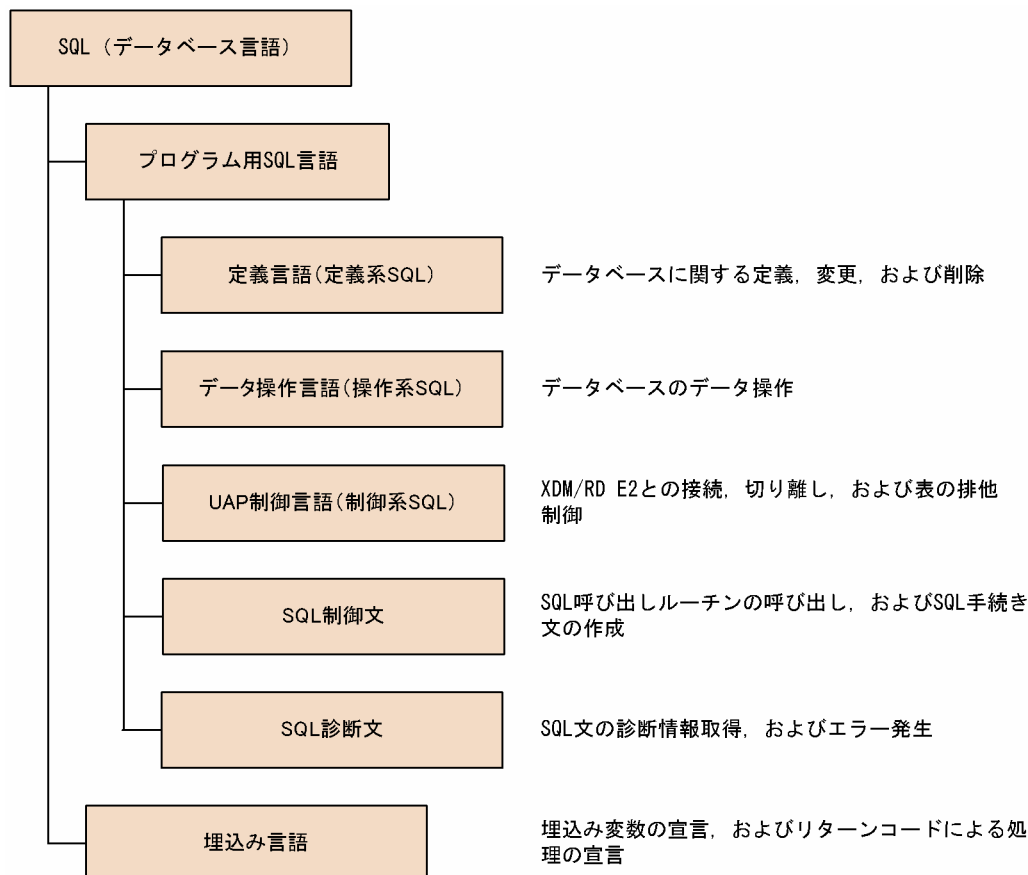 SQL（データベース言語）
プログラム用SQL言語
定義言語（定義系SQL）
データベースに関する定義，変更，および削除
データ操作言語（操作系SQL）
データベースのデータ操作
UAP制御言語（制御系SQL）
XDM/RD E2との接続，切り離し，および表の排他
制御
SQL制御文
SQL呼び出しルーチンの呼び出し，およびSQL手続き
文の作成
SQL診断文
SQL文の診断情報取得，およびエラー発生
埋込み言語
埋込み変数の宣言，およびリターンコードによる処
理の宣言